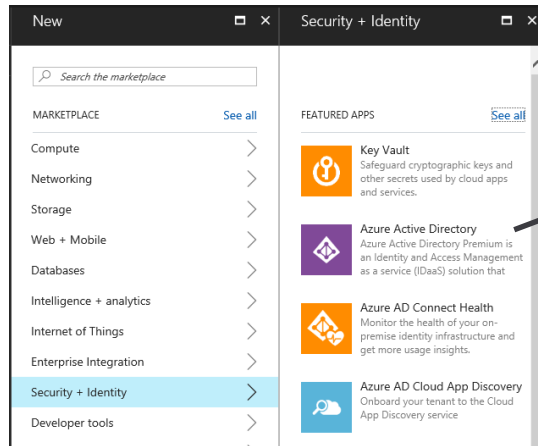 New
Search the marketplace
MARKETPLACE
See all
Compute
Networking
Storage
Web + Mobile
Databases
Intelligence + analytics
Internet of Things
Enterprise Integration
Security + Identity
Developer tools
Security + Identity
FEATURED APPS
See all
Key Vault
Safeguard cryptographic keys and
other secrets used by cloud apps
and services.
Azure Active Directory
Azure Active Directory Premium is
an Identity and Access Management
as a service (IDaaS) solution that
Azure AD Connect Health
Monitor the health of your on-
premise identity infrastructure and
get more usage insights.
Azure AD Cloud App Discovery
Onboard your tenant to the Cloud
App Discovery service